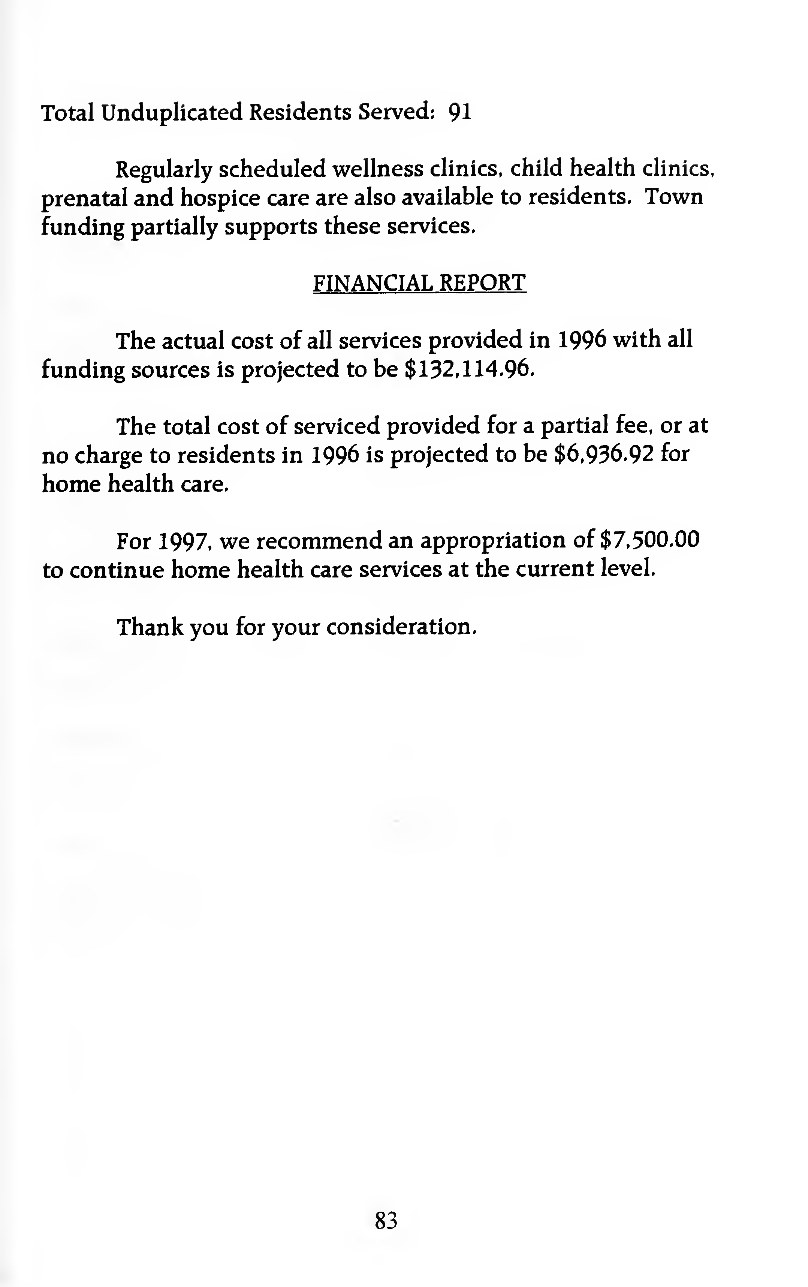 Total Unduplicated Residents Served: 91
Regularly scheduled wellness clinics, child health clinics,
prenatal and hospice care are also available to residents. Town
funding partially supports these services.
FINANCIAL REPORT
The actual cost of all services provided in 1996 with all
funding sources is projected to be $132,114.96.
The total cost of serviced provided for a partial fee, or at
no charge to residents in 1996 is projected to be $6,936.92 for
home health care.
For 1997, we recommend an appropriation of $7,500.00
to continue home health care services at the current level.
Thank you for your consideration.
83